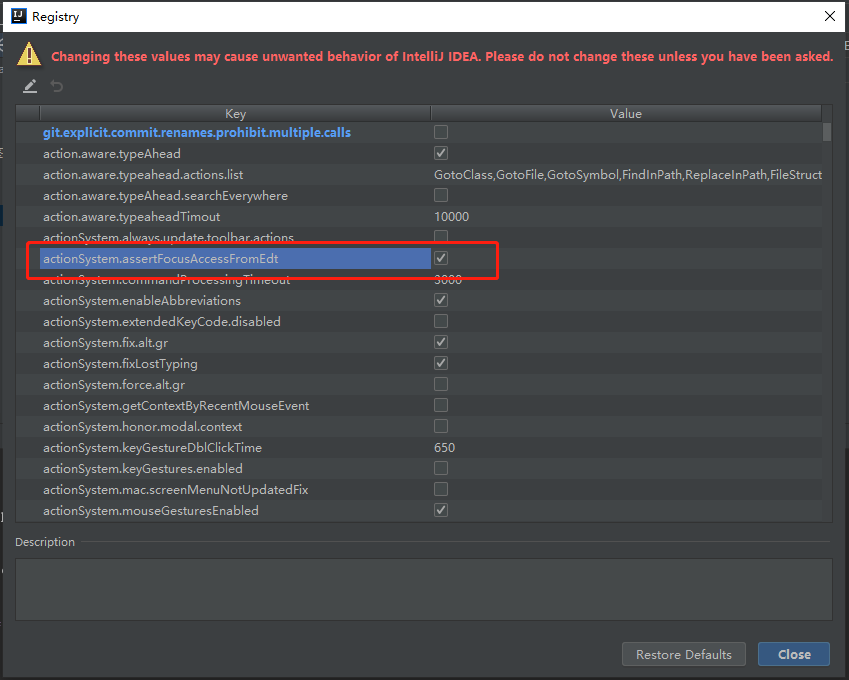 Registry
Changing these values may cause unwanted behavior of IntelliJ IDEA. Please do not change these unless you have been asked.
Key Value
git.explicit.commit.renames.prohibit.multiple.calls
action.aware.typeAhead
action.aware.typeahead.actions.list GotoClass,GotoFile,GotoSymbol,FindInPath,ReplaceInPath,FileStruct
action.aware.typeAhead.searchEverywhere
action.aware.typeaheadTimout 10000
actionSystem.always.update.toolbar.actions
actionSystem.assertFocusAccessFromEdt
actionSystem.commandProcessingTimeout 3000
actionSystem.enableAbbreviations
actionSystem.extendedKeyCode.disabled
actionSystem.fix.alt.gr
actionSystem.fixLostTyping
actionSystem.force.alt.gr
actionSystem.getContextByRecentMouseEvent
actionSystem.honor.modal.context
actionSystem.keyGestureDblClickTime 650
actionSystem.keyGestures.enabled
actionSystem.mac.screenMenuNotUpdatedFix
actionSystem.mouseGesturesEnabled
Description
Restore Defaults Close